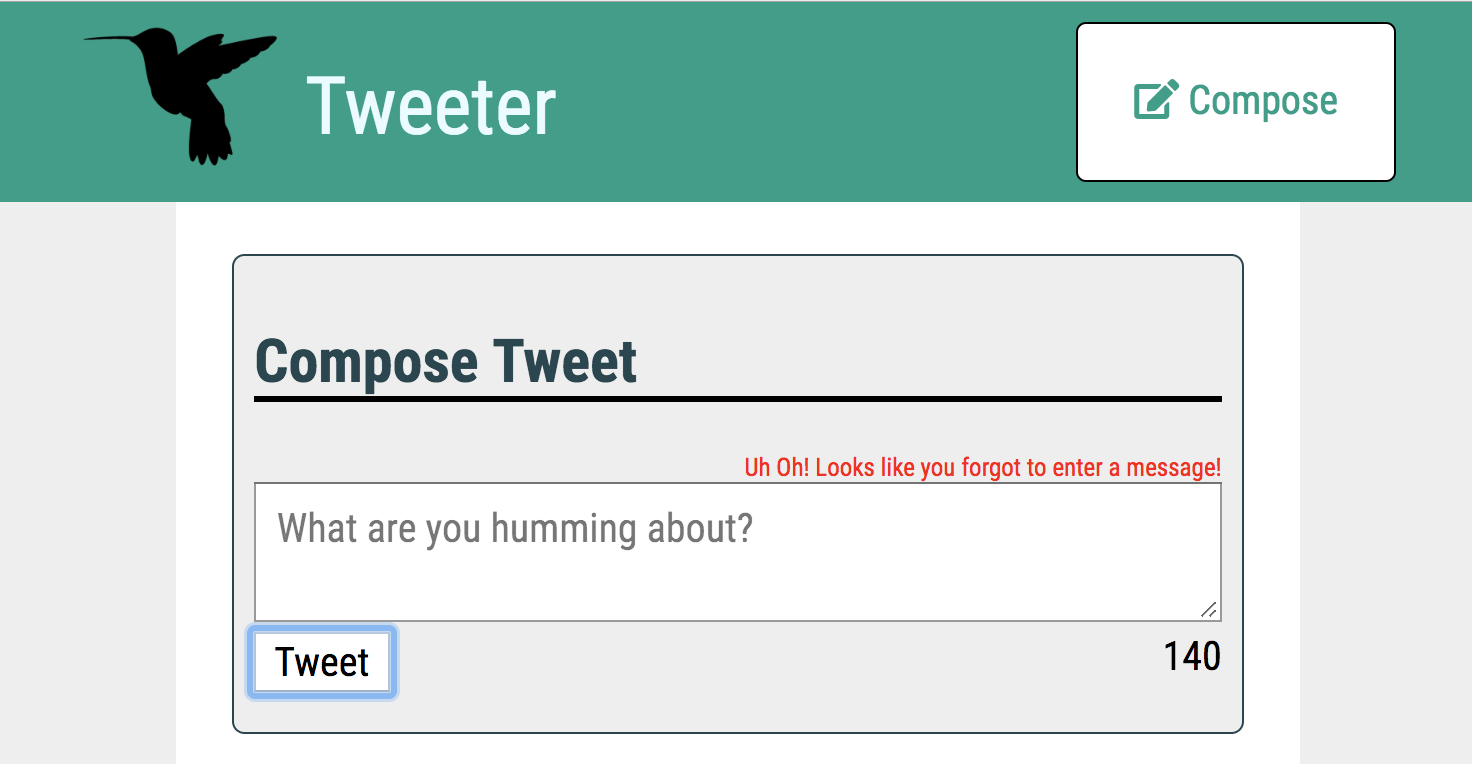 Tweeter
Compose
Compose Tweet
Uh Oh! Looks like you forgot to enter a message!
What are you humming about?
Tweet
140